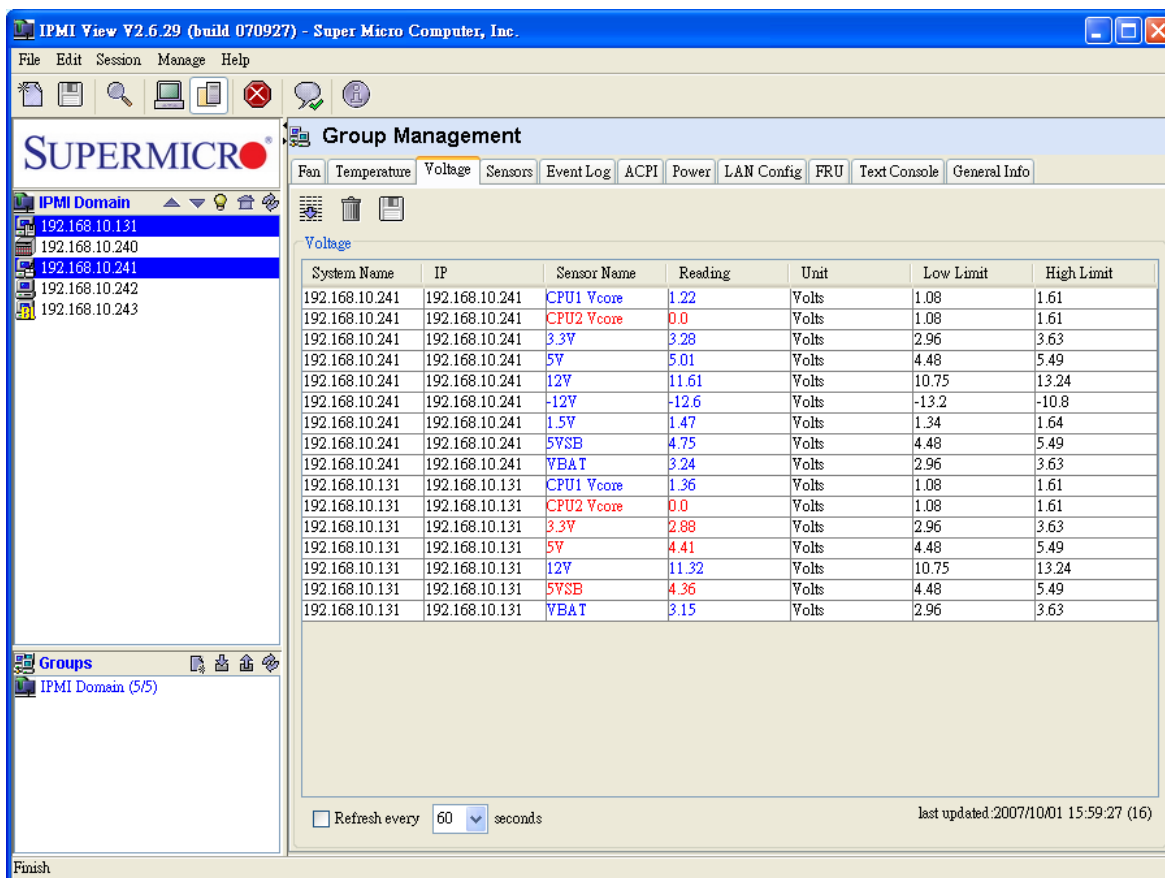 IPMI View V2.6.29 (build 070927) - Super Micro Computer, Inc.
File Edit Session Manage Help
SUPERMICRO®
IPMI Domain
192.168.10.131
192.168.10.240
192.168.10.241
192.168.10.242
192.168.10.243
Groups
IPMI Domain (5/5)
Group Management
Fan Temperature Voltage Sensors Event Log ACPI Power LAN Config FRU Text Console General Info
Voltage
System Name IP Sensor Name Reading Unit Low Limit High Limit
192.168.10.241 192.168.10.241 CPU1 Vcore 1.22 Volts 1.08 1.61
192.168.10.241 192.168.10.241 CPU2 Vcore 0.0 Volts 1.08 1.61
192.168.10.241 192.168.10.241 3.3V 3.28 Volts 2.96 3.63
192.168.10.241 192.168.10.241 5V 5.01 Volts 4.48 5.49
192.168.10.241 192.168.10.241 12V 11.61 Volts 10.75 13.24
192.168.10.241 192.168.10.241 -12V -12.6 Volts -13.2 -10.8
192.168.10.241 192.168.10.241 1.5V 1.47 Volts 1.34 1.64
192.168.10.241 192.168.10.241 5VSB 4.75 Volts 4.48 5.49
192.168.10.241 192.168.10.241 VBAT 3.24 Volts 2.96 3.63
192.168.10.131 192.168.10.131 CPU1 Vcore 1.36 Volts 1.08 1.61
192.168.10.131 192.168.10.131 CPU2 Vcore 0.0 Volts 1.08 1.61
192.168.10.131 192.168.10.131 3.3V 2.88 Volts 2.96 3.63
192.168.10.131 192.168.10.131 5V 4.41 Volts 4.48 5.49
192.168.10.131 192.168.10.131 12V 11.32 Volts 10.75 13.24
192.168.10.131 192.168.10.131 5VSB 4.36 Volts 4.48 5.49
192.168.10.131 192.168.10.131 VBAT 3.15 Volts 2.96 3.63
Refresh every 60 seconds
last updated:2007/10/01 15:59:27 (16)
Finish